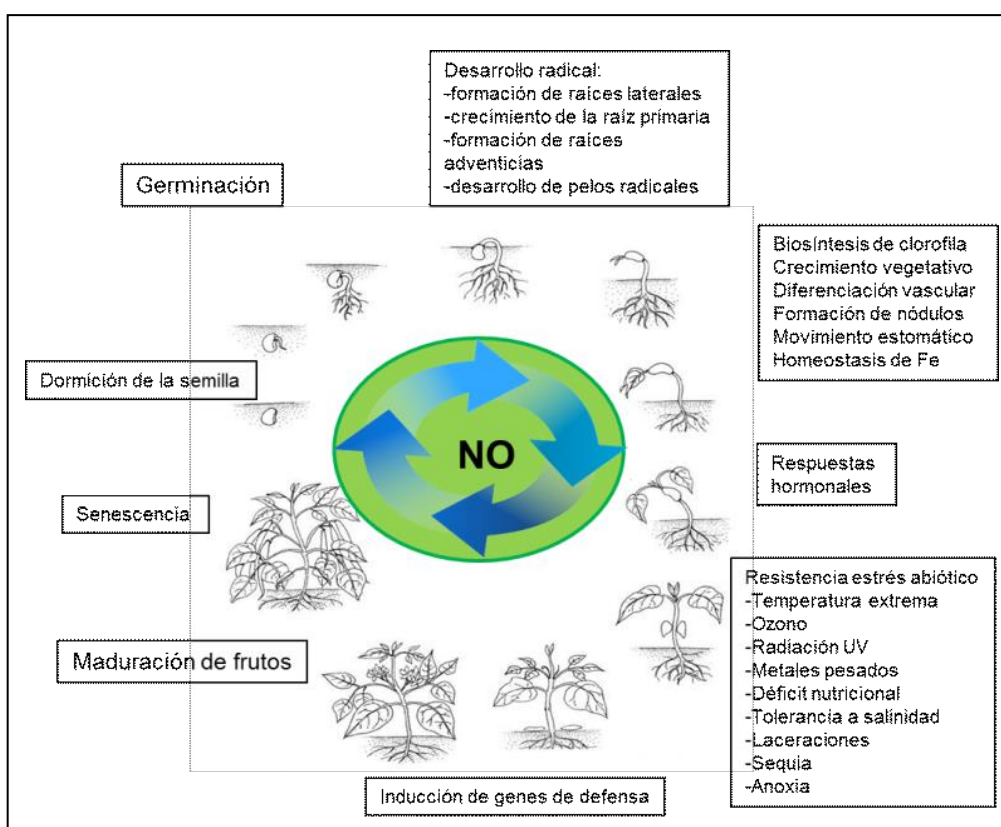 Desarrollo radical:
-formación de raíces laterales
-crecimiento de la raíz primaria
-formación de raíces
adventicias
-desarrollo de pelos radicales
Germinación
Biosíntesis de clorofila
Crecimiento vegetativo
Diferenciación vascular
Formación de nódulos
Movimiento estomático
Homeostasis de Fe
Dormición de la semilla
NO
Respuestas
hormonales
Senescencia
Resistencia estrés abiótico
-Temperatura extrema
-Ozono
-Radiación UV
-Metales pesados
-Déficit nutricional
-Tolerancia a salinidad
-Laceraciones
-Sequia
-Anoxia
Maduración de frutos
Inducción de genes de defensa